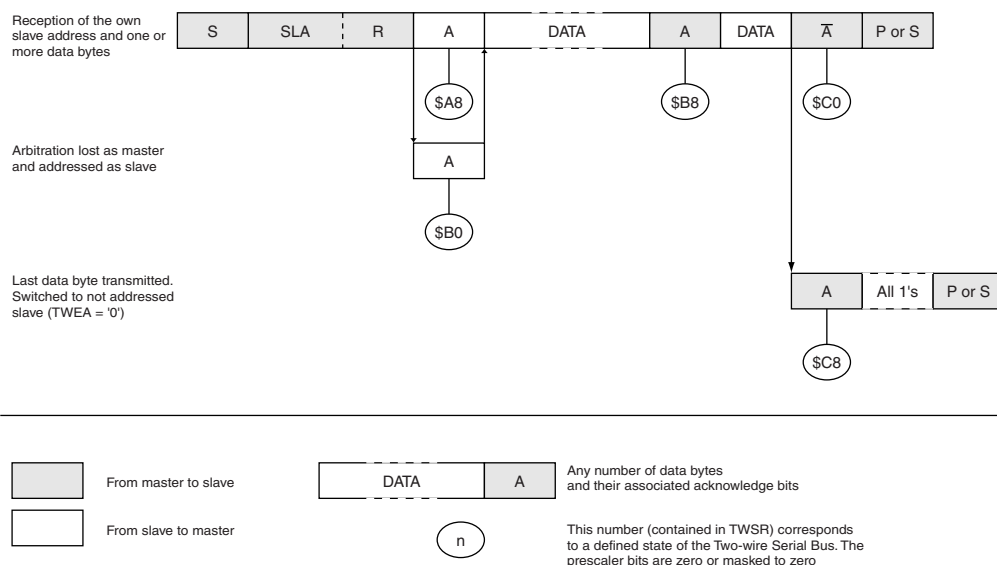 Reception of the own
slave address and one or
more data bytes
S SLA R A DATA A DATA A̅ P or S
$A8 $B8 $C0
Arbitration lost as master
and addressed as slave
A
$B0
Last data byte transmitted.
Switched to not addressed
slave (TWEA = '0')
A All 1's P or S
$C8
From master to slave
DATA A
Any number of data bytes
and their associated acknowledge bits
From slave to master
n
This number (contained in TWSR) corresponds
to a defined state of the Two-wire Serial Bus. The
prescaler bits are zero or masked to zero